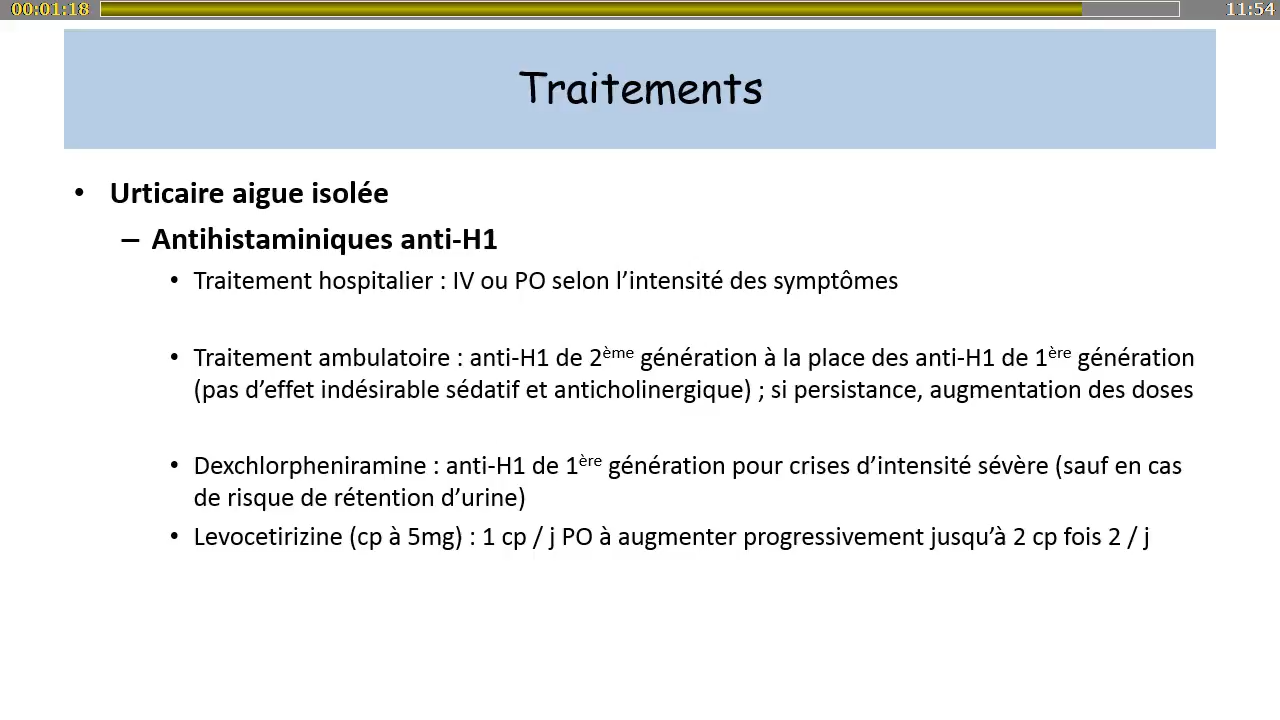 00:01:18 11:54
Traitements
• Urticaire aigue isolée
– Antihistaminiques anti-H1
• Traitement hospitalier : IV ou PO selon l’intensité des symptômes
• Traitement ambulatoire : anti-H1 de 2ème génération à la place des anti-H1 de 1ère génération
(pas d’effet indésirable sédatif et anticholinergique) ; si persistance, augmentation des doses
• Dexchlorpheniramine : anti-H1 de 1ère génération pour crises d’intensité sévère (sauf en cas
de risque de rétention d’urine)
• Levocetirizine (cp à 5mg) : 1 cp / j PO à augmenter progressivement jusqu’à 2 cp fois 2 / j